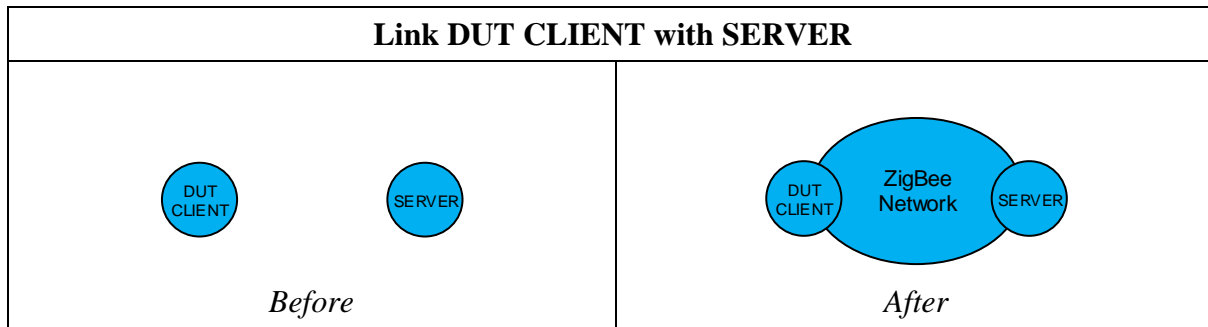 Link DUT CLIENT with SERVER
DUT
CLIENT
SERVER
Before
DUT
CLIENT
ZigBee
Network
SERVER
After